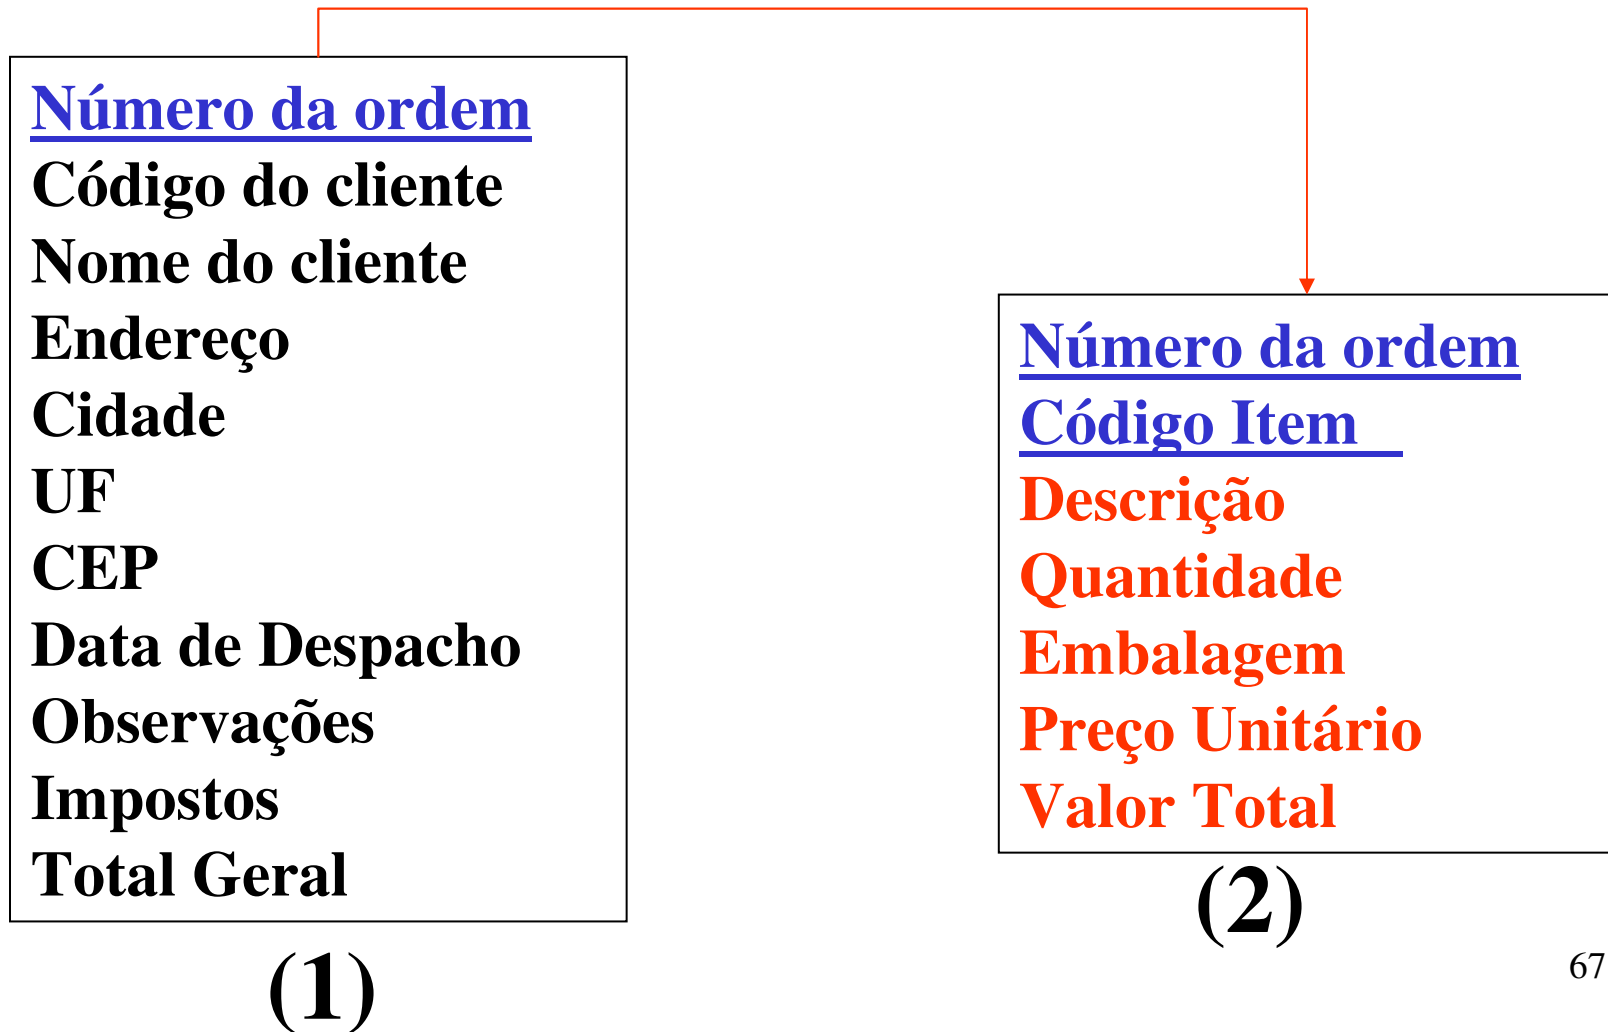 Número da ordem
Código do cliente
Nome do cliente
Endereço
Cidade
UF
CEP
Data de Despacho
Observações
Impostos
Total Geral
(1)
Número da ordem
Código Item
Descrição
Quantidade
Embalagem
Preço Unitário
Valor Total
(2)
67